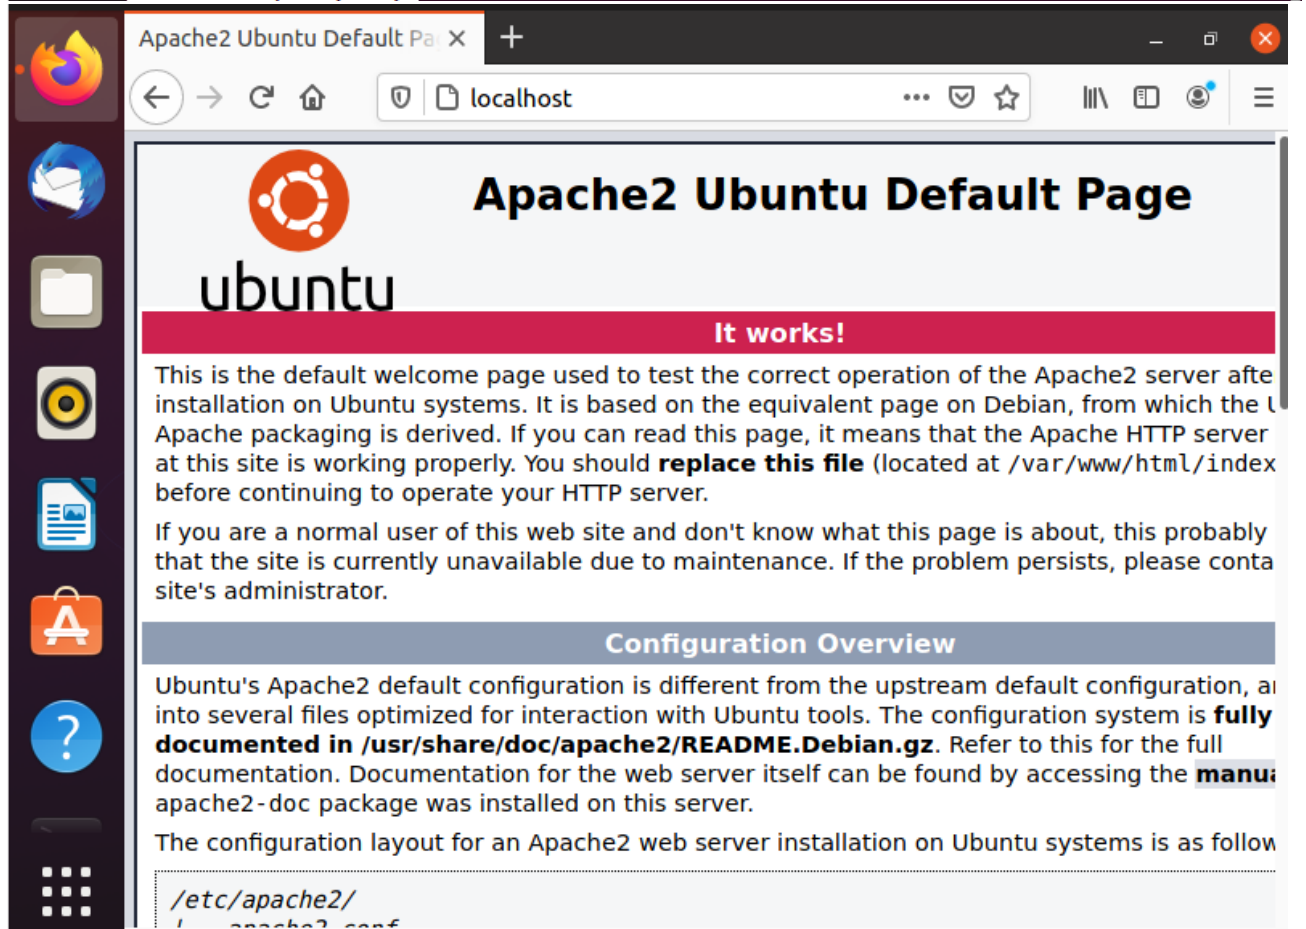 Apache2 Ubuntu Default Pa
localhost
ubuntu
Apache2 Ubuntu Default Page
It works!
This is the default welcome page used to test the correct operation of the Apache2 server afte
installation on Ubuntu systems. It is based on the equivalent page on Debian, from which the
Apache packaging is derived. If you can read this page, it means that the Apache HTTP server
at this site is working properly. You should replace this file (located at /var/www/html/index
before continuing to operate your HTTP server.
If you are a normal user of this web site and don't know what this page is about, this probably
that the site is currently unavailable due to maintenance. If the problem persists, please conta
site's administrator.
Configuration Overview
Ubuntu's Apache2 default configuration is different from the upstream default configuration, a
into several files optimized for interaction with Ubuntu tools. The configuration system is fully
documented in /usr/share/doc/apache2/README.Debian.gz. Refer to this for the full
documentation. Documentation for the web server itself can be found by accessing the manua
apache2-doc package was installed on this server.
The configuration layout for an Apache2 web server installation on Ubuntu systems is as follow
/etc/apache2/
apache2.conf